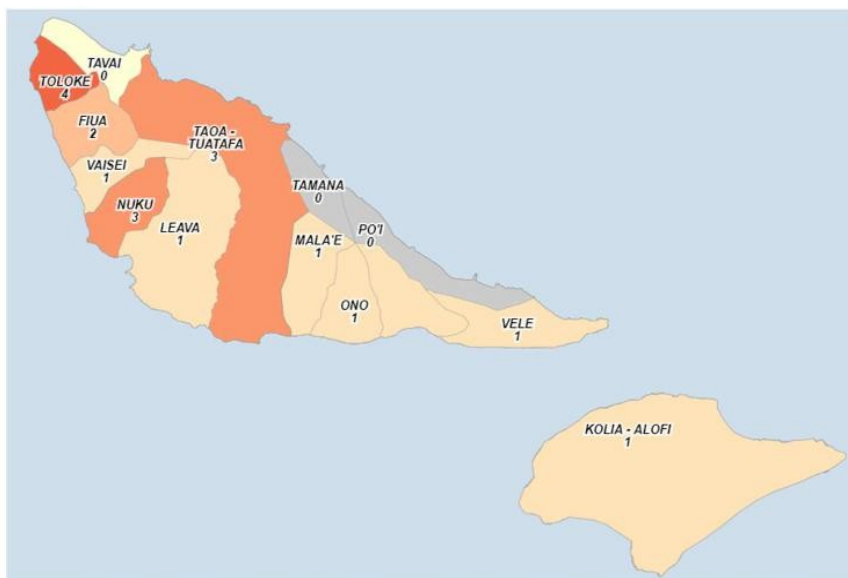 TAVAI
0
TOLOKE
4
FIUA
2
TAOA -
TUATAFA
3
VAISEI
1
TAMANA
0
NUKU
3
LEAVA
1
PO'I
0
MALA'E
1
ONO
1
VELE
1
KOLIA - ALOFI
1